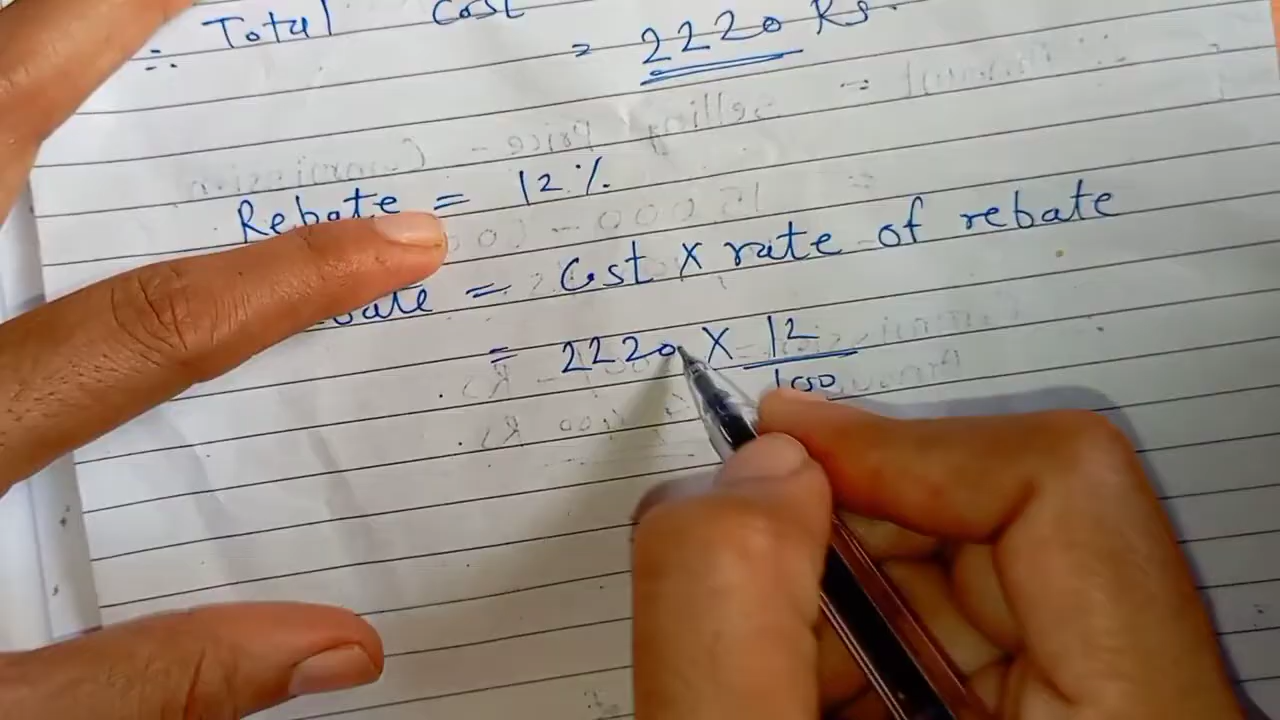 ∴ Total Cost
= 2220 Rs.
Rebate = 12%
= Cost X rate of rebate
= 2220 X 12
100